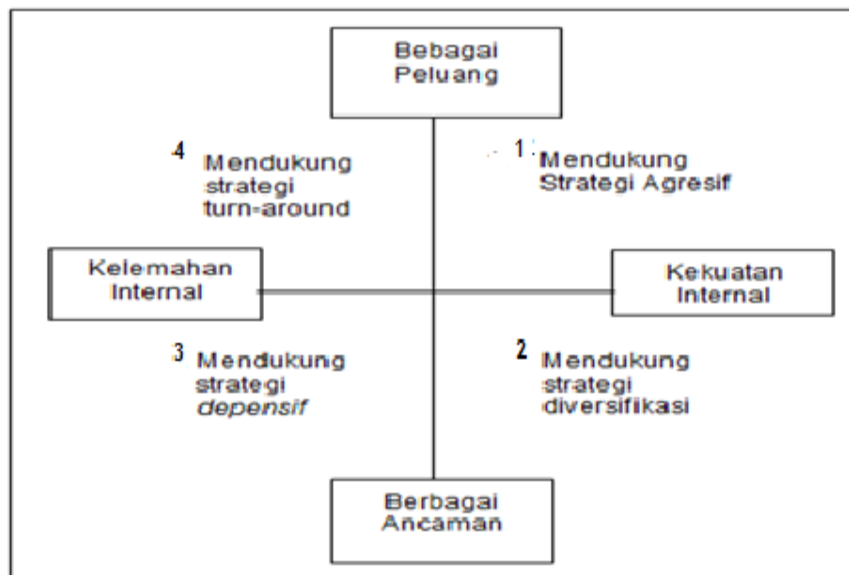 Bebagai
Peluang
4 Mendukung
strategi
turn-around
1 Mendukung
Strategi Agresif
Kelemahan
Internal
Kekuatan
Internal
3 Mendukung
strategi
depensif
2 Mendukung
strategi
diversifikasi
Berbagai
Ancaman